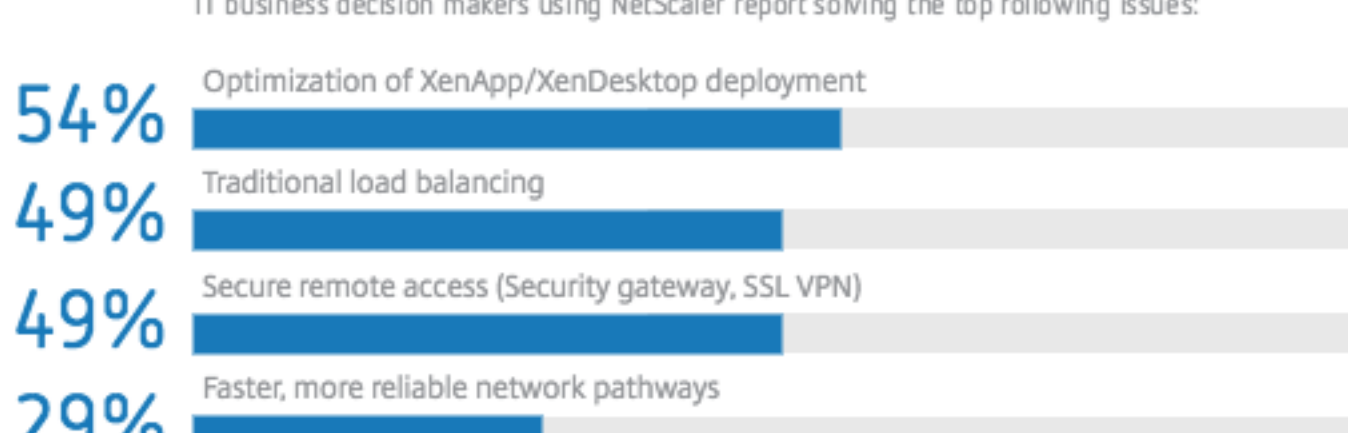 IT business decision makers using NetScaler report solving the top following issues:
54%
Optimization of XenApp/XenDesktop deployment
49%
Traditional load balancing
49%
Secure remote access (Security gateway, SSL VPN)
29%
Faster, more reliable network pathways